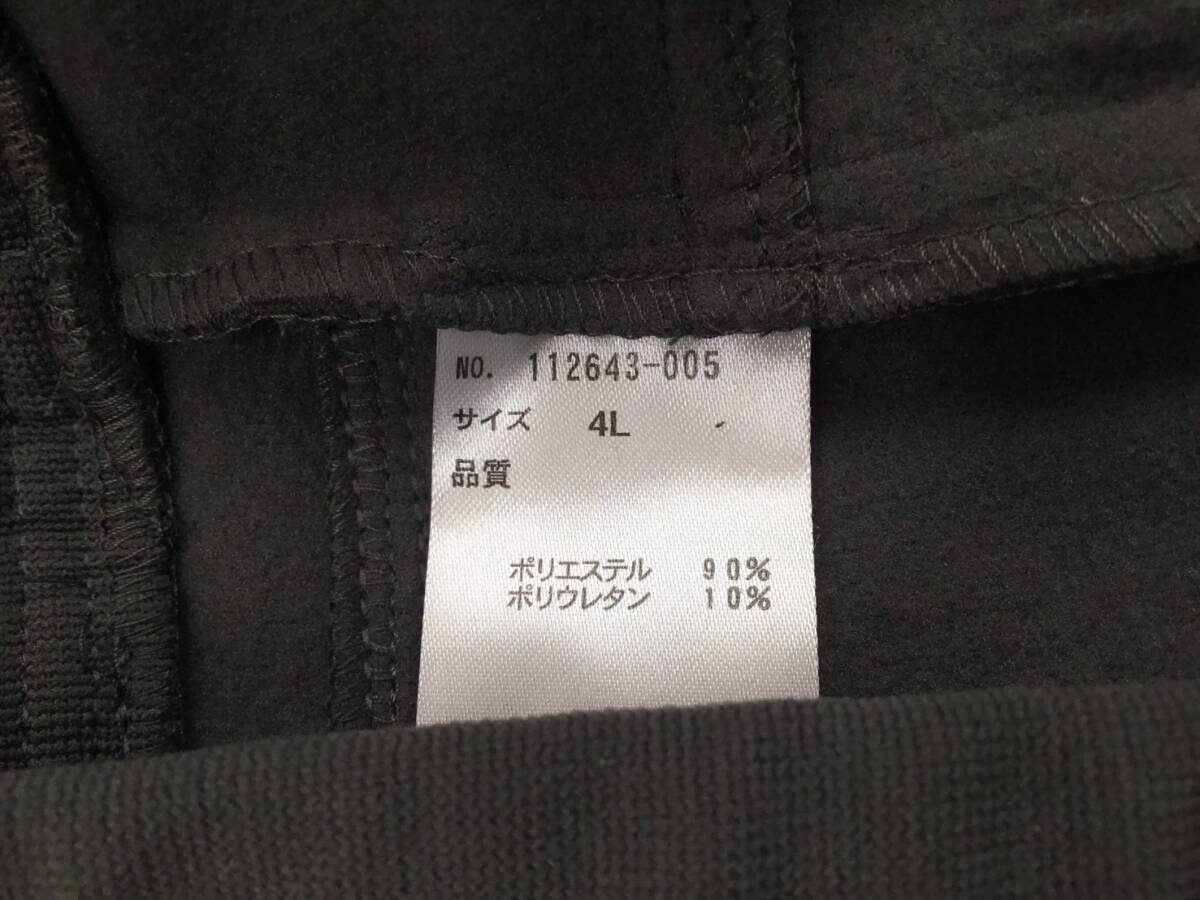 NO. 112643-005
サイズ 4L
品質
ポリエステル 90%
ポリウレタン 10%